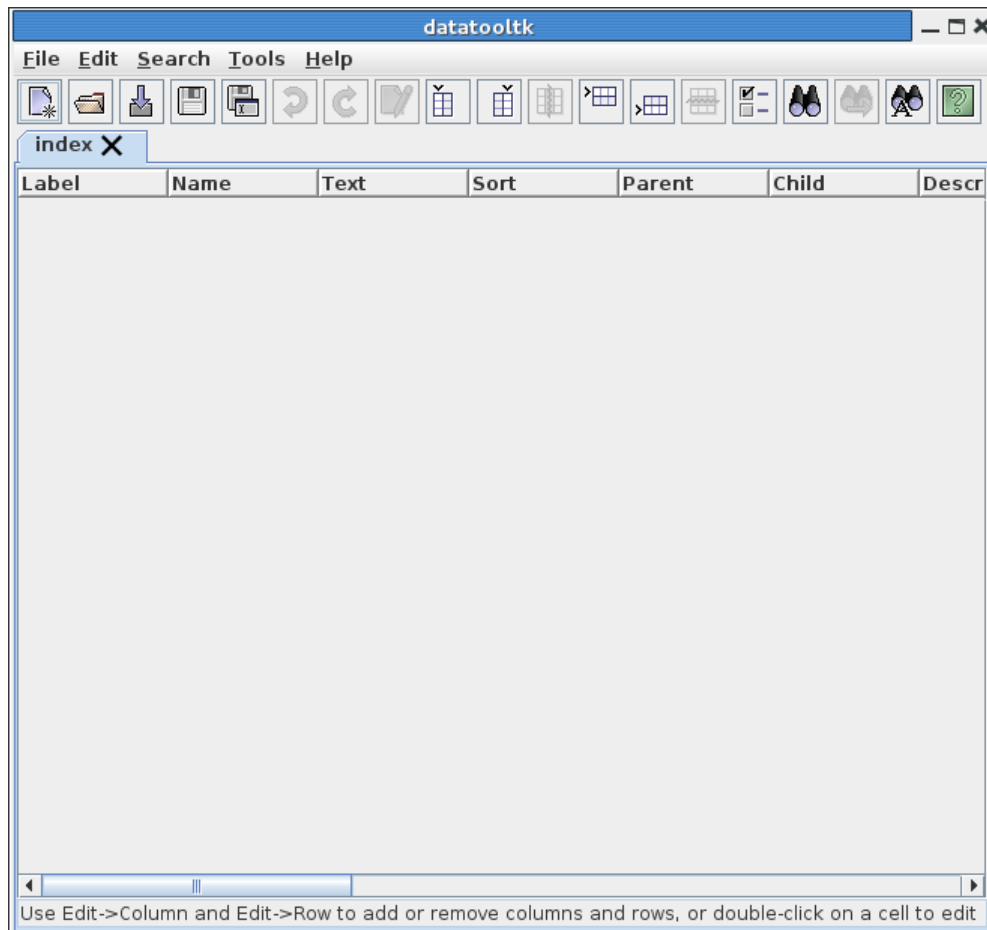 datatooltk
File Edit Search Tools Help
index
Label Name Text Sort Parent Child Descr
Use Edit->Column and Edit->Row to add or remove columns and rows, or double-click on a cell to edit